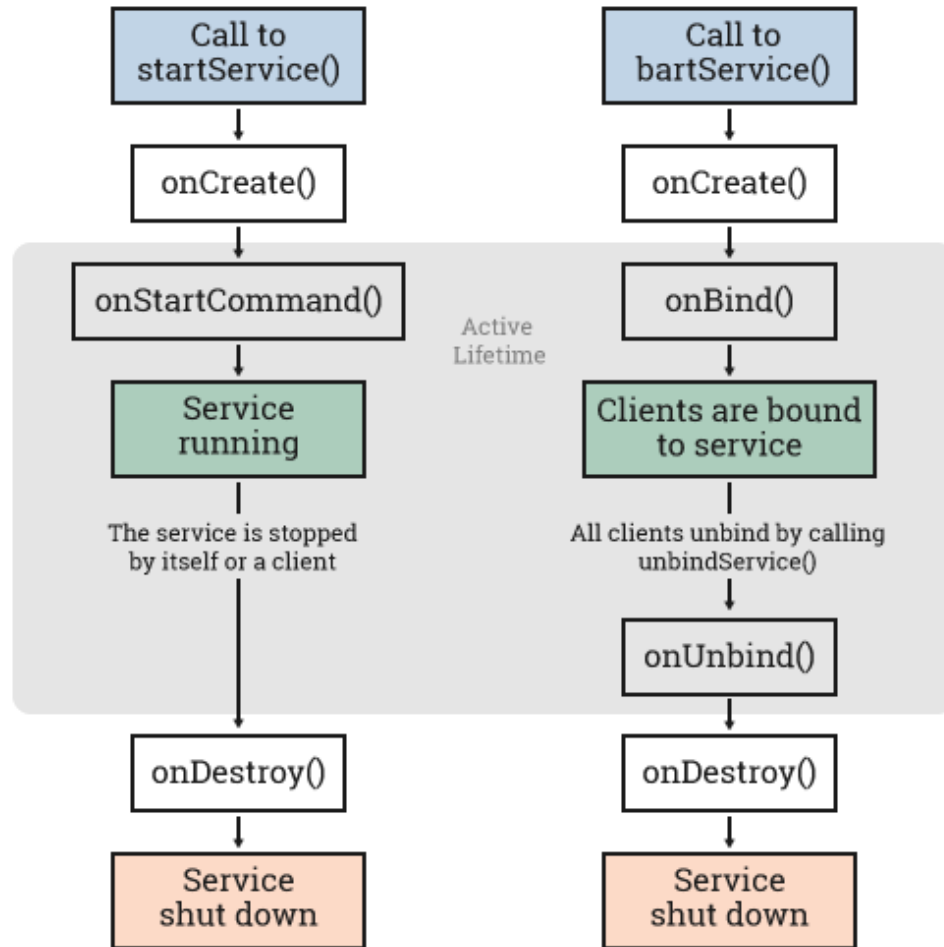 Call to
startService()
onCreate()
onStartCommand()
Service
running
The service is stopped
by itself or a client
onDestroy()
Service
shut down
Active
Lifetime
Call to
bartService()
onCreate()
onBind()
Clients are bound
to service
All clients unbind by calling
unbindService()
onUnbind()
onDestroy()
Service
shut down